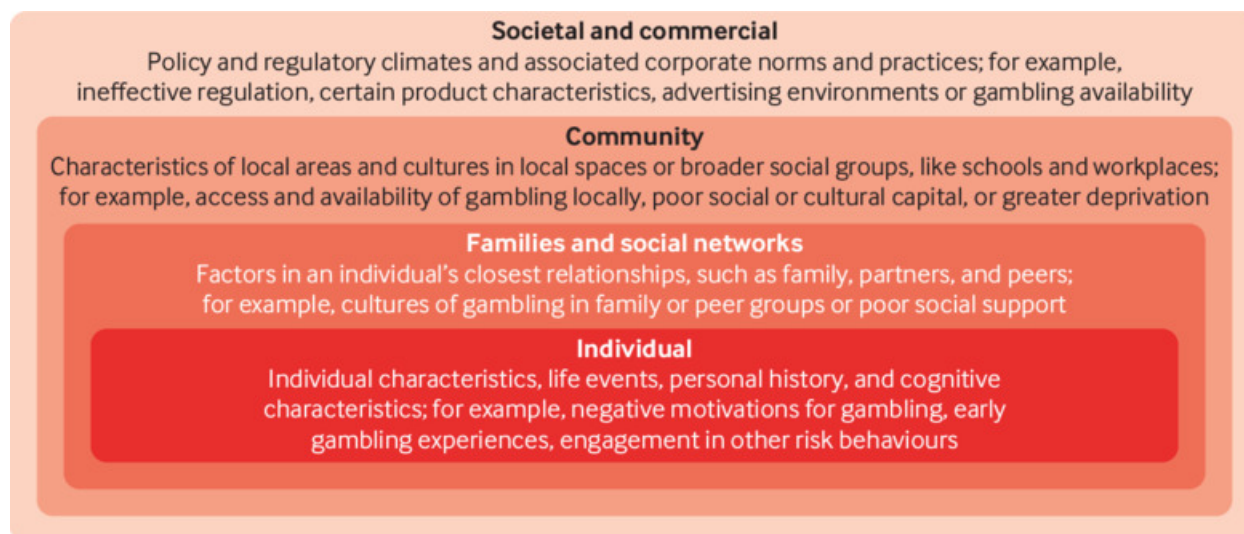 Societal and commercial
Policy and regulatory climates and associated corporate norms and practices; for example,
ineffective regulation, certain product characteristics, advertising environments or gambling availability
Community
Characteristics of local areas and cultures in local spaces or broader social groups, like schools and workplaces;
for example, access and availability of gambling locally, poor social or cultural capital, or greater deprivation
Families and social networks
Factors in an individual’s closest relationships, such as family, partners, and peers;
for example, cultures of gambling in family or peer groups or poor social support
Individual
Individual characteristics, life events, personal history, and cognitive
characteristics; for example, negative motivations for gambling, early
gambling experiences, engagement in other risk behaviours